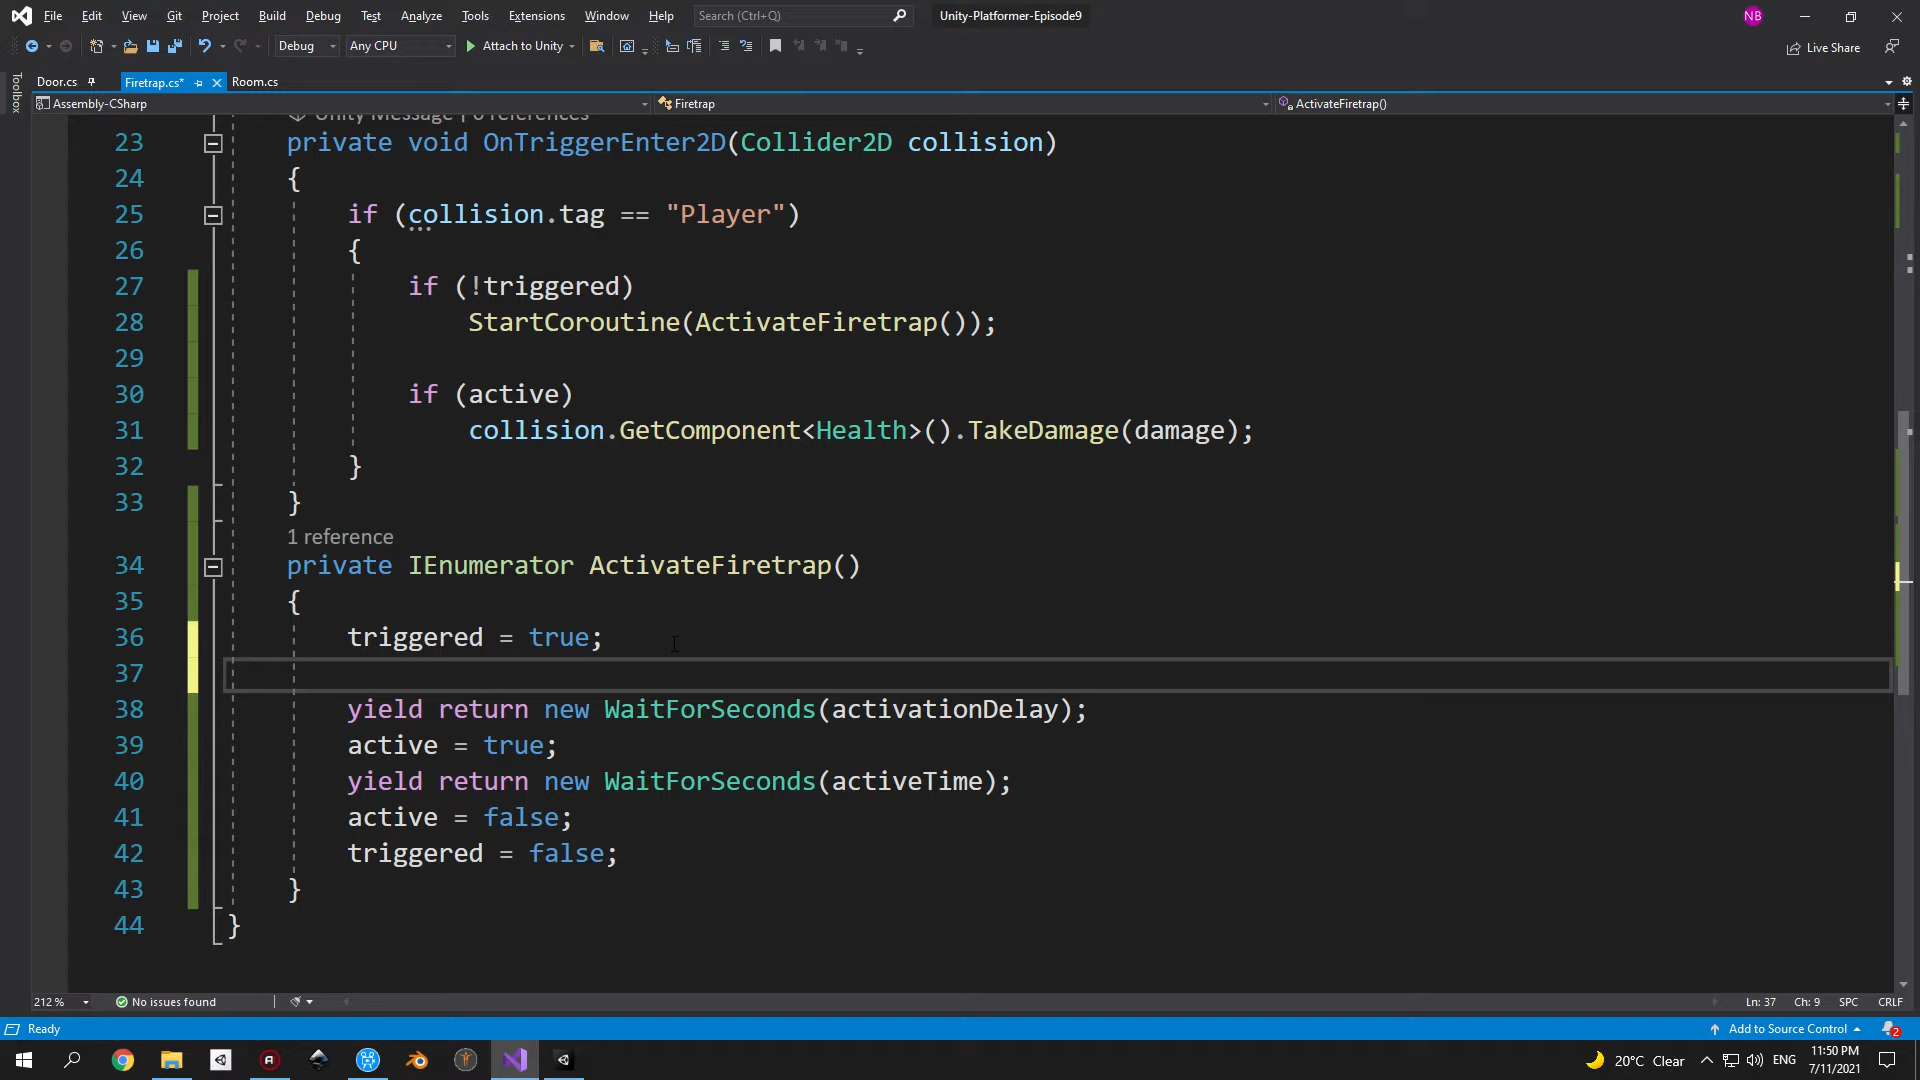 File Edit View Git Project Build Debug Test Analyze Tools Extensions Window Help Search (Ctrl+Q) Unity-Platformer-Episode9 NB
Debug Any CPU Attach to Unity Live Share
Toolbox
Door.cs Firetrap.cs* Room.cs
Assembly-CSharp Firetrap ActivateFiretrap()
Unity Message | 0 references
23 private void OnTriggerEnter2D(Collider2D collision)
24 {
25 if (collision.tag == "Player")
26 {
27 if (!triggered)
28 StartCoroutine(ActivateFiretrap());
29
30 if (active)
31 collision.GetComponent<Health>().TakeDamage(damage);
32 }
33 }
1 reference
34 private IEnumerator ActivateFiretrap()
35 {
36 triggered = true;
37
38 yield return new WaitForSeconds(activationDelay);
39 active = true;
40 yield return new WaitForSeconds(activeTime);
41 active = false;
42 triggered = false;
43 }
44 }
212 % No issues found Ln: 37 Ch: 9 SPC CRLF
Ready Add to Source Control 2
20°C Clear ENG 11:50 PM
7/11/2021